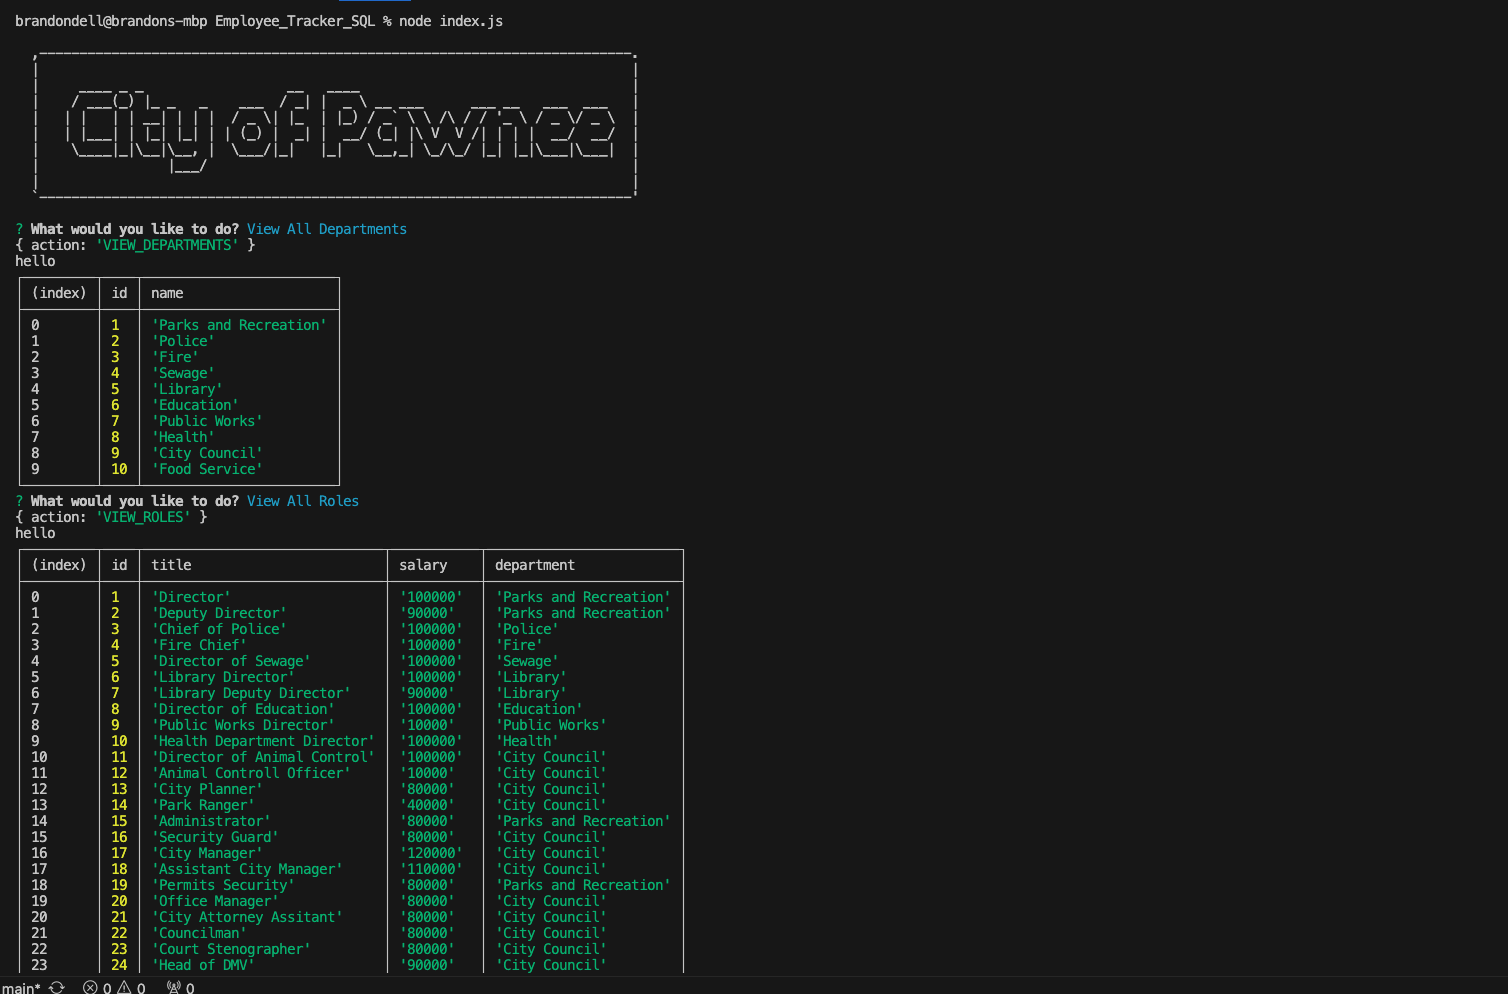 brandondell@brandons-mbp Employee_Tracker_SQL % node index.js
City of Pawnee
? What would you like to do? View All Departments
{ action: 'VIEW_DEPARTMENTS' }
hello
(index) id name
0 1 'Parks and Recreation'
1 2 'Police'
2 3 'Fire'
3 4 'Sewage'
4 5 'Library'
5 6 'Education'
6 7 'Public Works'
7 8 'Health'
8 9 'City Council'
9 10 'Food Service'
? What would you like to do? View All Roles
{ action: 'VIEW_ROLES' }
hello
(index) id title salary department
0 1 'Director' '100000' 'Parks and Recreation'
1 2 'Deputy Director' '90000' 'Parks and Recreation'
2 3 'Chief of Police' '100000' 'Police'
3 4 'Fire Chief' '100000' 'Fire'
4 5 'Director of Sewage' '100000' 'Sewage'
5 6 'Library Director' '100000' 'Library'
6 7 'Library Deputy Director' '90000' 'Library'
7 8 'Director of Education' '100000' 'Education'
8 9 'Public Works Director' '10000' 'Public Works'
9 10 'Health Department Director' '100000' 'Health'
10 11 'Director of Animal Control' '100000' 'City Council'
11 12 'Animal Controll Officer' '10000' 'City Council'
12 13 'City Planner' '80000' 'City Council'
13 14 'Park Ranger' '40000' 'City Council'
14 15 'Administrator' '80000' 'Parks and Recreation'
15 16 'Security Guard' '80000' 'City Council'
16 17 'City Manager' '120000' 'City Council'
17 18 'Assistant City Manager' '110000' 'City Council'
18 19 'Permits Security' '80000' 'Parks and Recreation'
19 20 'Office Manager' '80000' 'City Council'
20 21 'City Attorney Assitant' '80000' 'City Council'
21 22 'Councilman' '80000' 'City Council'
22 23 'Court Stenographer' '80000' 'City Council'
23 24 'Head of DMV' '90000' 'City Council'
main* 0 0 0